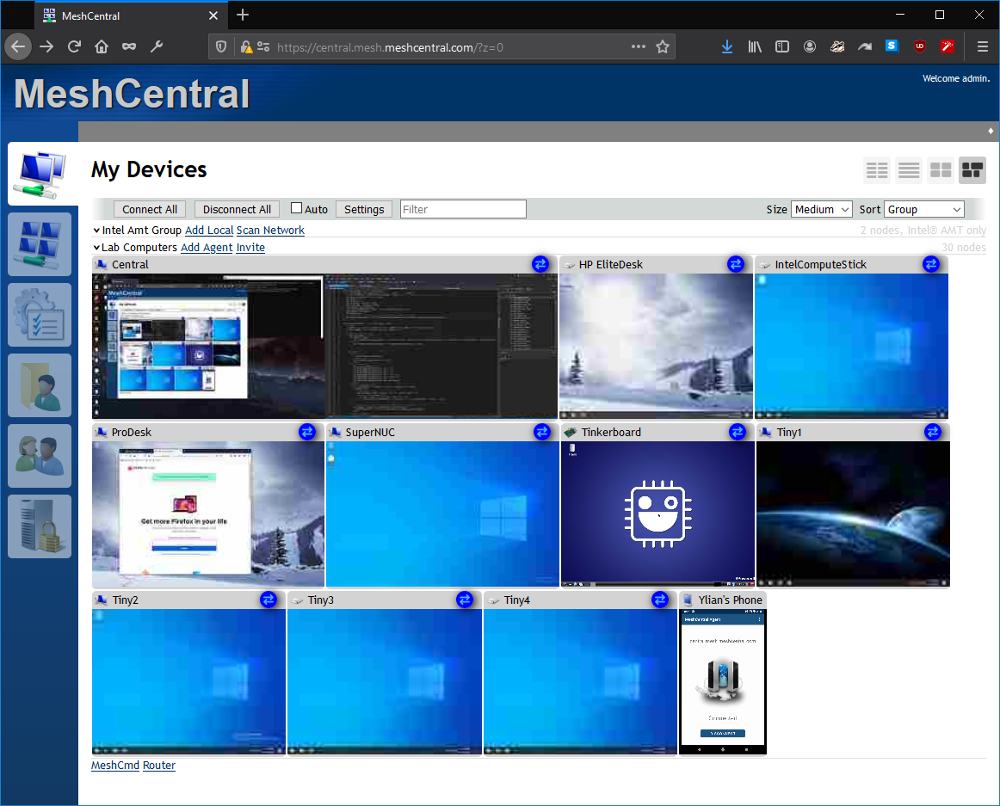 MeshCentral
https://central.mesh.meshcentral.com/?z=0
MeshCentral
Welcome admin.
My Devices
Connect All Disconnect All Auto Settings Filter Size Medium Sort Group
Intel Amt Group Add Local Scan Network 2 nodes, Intel® AMT only
Lab Computers Add Agent Invite 30 nodes
Central HP EliteDesk IntelComputeStick
MeshCentral
ProDesk SuperNUC Tinkerboard Tiny1
Get more Firefox in your life
Tiny2 Tiny3 Tiny4 Ylian's Phone
MeshCentral Agent
central.mesh.meshcentral.com
Connected
DISCONNECT
MeshCmd Router